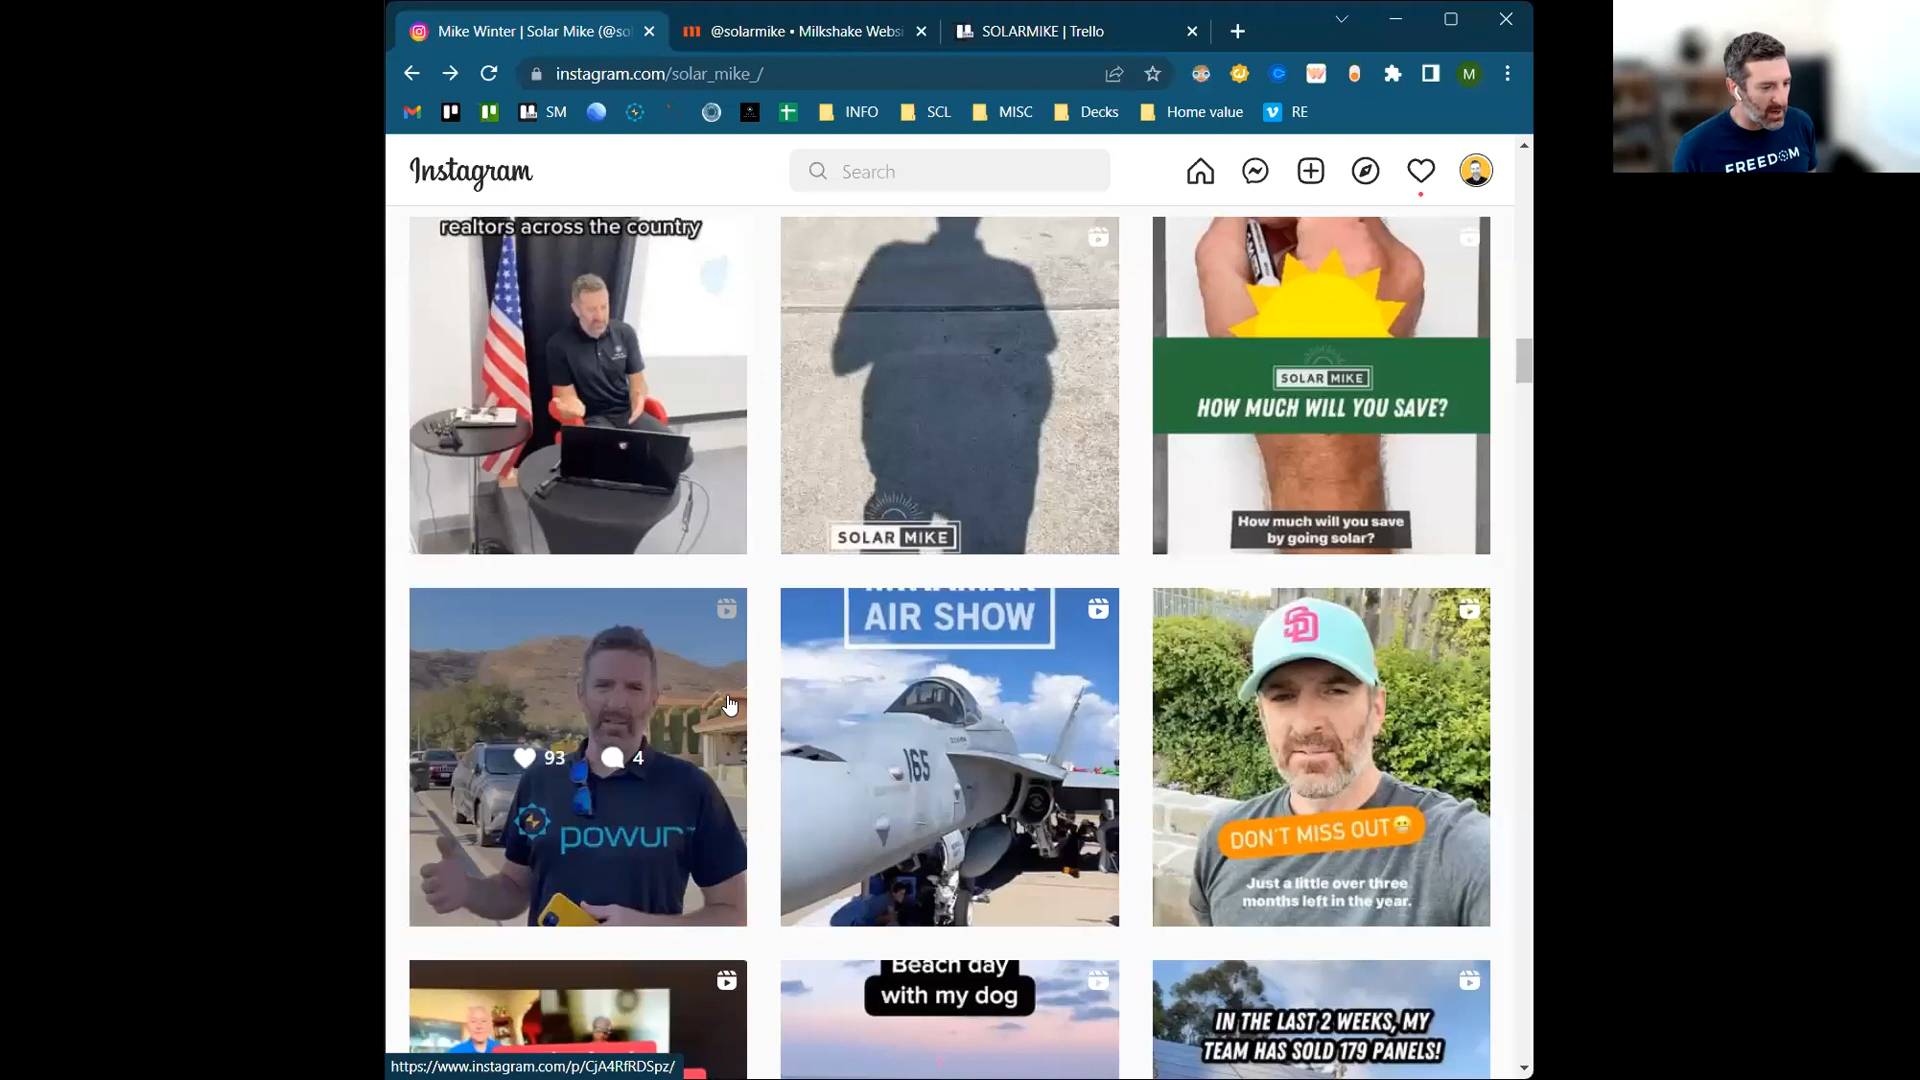 Mike Winter | Solar Mike (@so
@solarmike • Milkshake Websi
SOLARMIKE | Trello
instagram.com/solar_mike_/
M
SM
INFO
SCL
MISC
Decks
Home value
RE
FREEDOM
Instagram
Search
realtors across the country
SOLAR MIKE
SOLAR MIKE
HOW MUCH WILL YOU SAVE?
How much will you save
by going solar?
93
4
powur
AIR SHOW
165
SD
DON'T MISS OUT
Just a little over three
months left in the year.
Beach day
with my dog
IN THE LAST 2 WEEKS, MY
TEAM HAS SOLD 179 PANELS!
https://www.instagram.com/p/CjA4RfRDSpz/